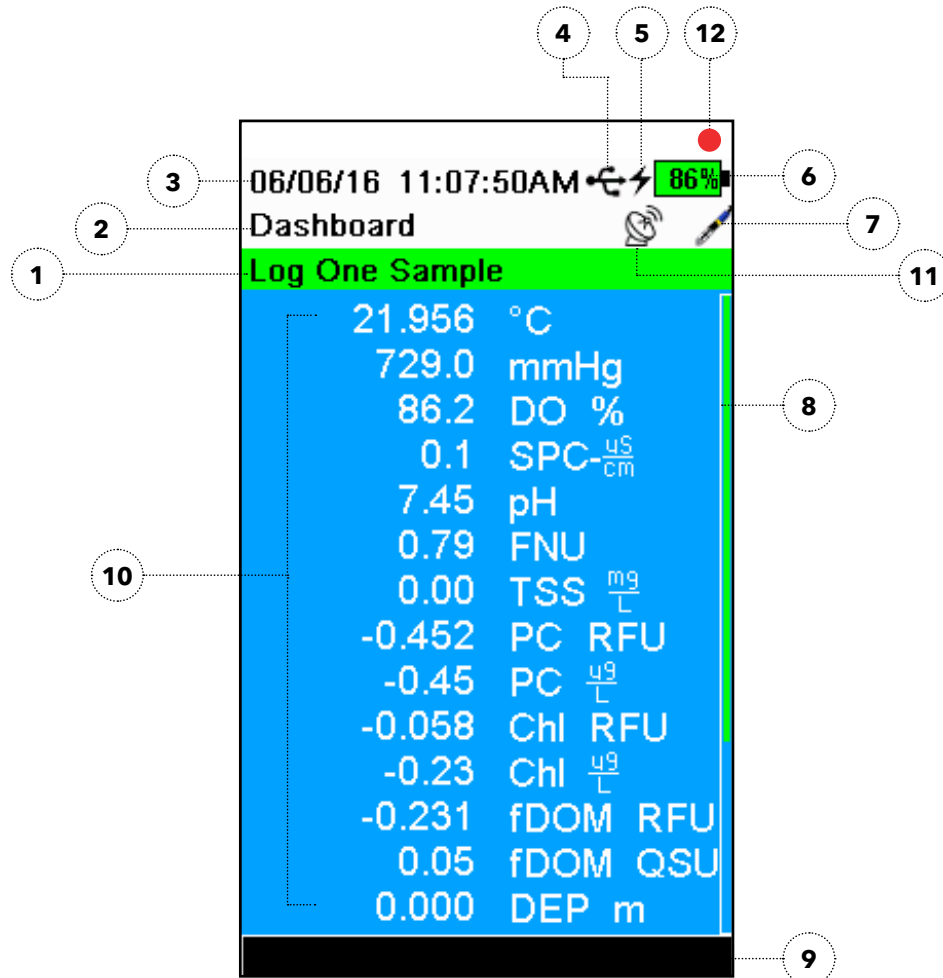 4 5 12
3 06/06/16 11:07:50AM 86% 6
2 Dashboard 7
1 Log One Sample 11
21.956 °C
729.0 mmHg
86.2 DO % 8
0.1 SPC-uS/cm
7.45 pH
0.79 FNU
10 0.00 TSS mg/L
-0.452 PC RFU
-0.45 PC ug/L
-0.058 Chl RFU
-0.23 Chl ug/L
-0.231 fDOM RFU
0.05 fDOM QSU
0.000 DEP m
9